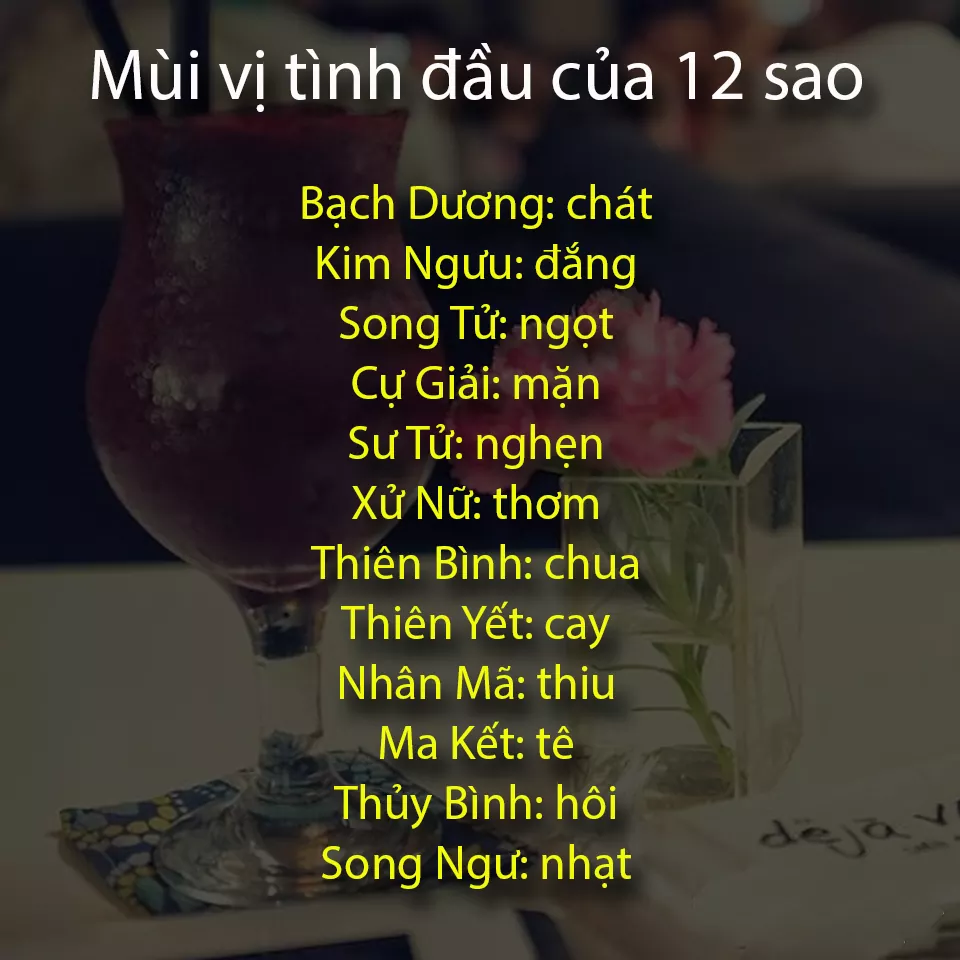 Mùi vị tình đầu của 12 sao
Bạch Dương: chát
Kim Ngưu: đắng
Song Tử: ngọt
Cự Giải: mặn
Sư Tử: nghẹn
Xử Nữ: thơm
Thiên Bình: chua
Thiên Yết: cay
Nhân Mã: thiu
Ma Kết: tê
Thủy Bình: hôi
Song Ngư: nhạt
déjà